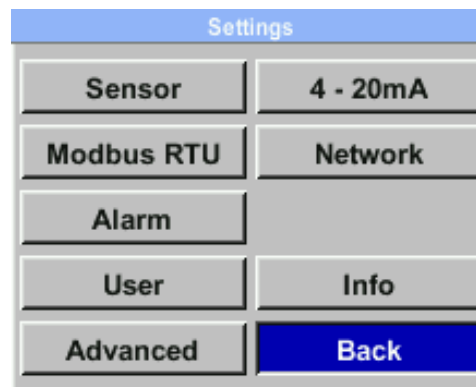 Settings
Sensor
4 - 20mA
Modbus RTU
Network
Alarm
User
Info
Advanced
Back